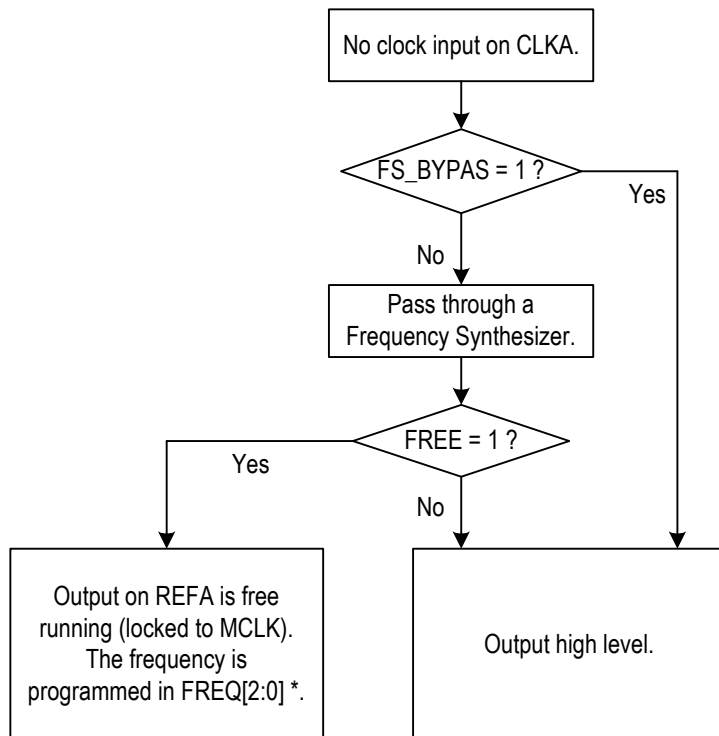 No clock input on CLKA.
FS_BYPAS = 1 ?
Yes
No
Pass through a
Frequency Synthesizer.
FREE = 1 ?
Yes
No
Output on REFA is free
running (locked to MCLK).
The frequency is
programmed in FREQ[2:0] *.
Output high level.